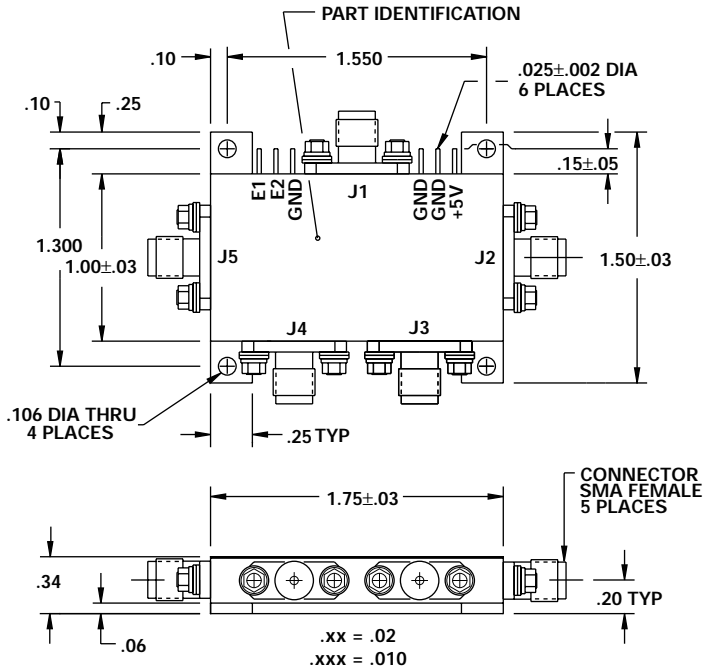 PART IDENTIFICATION
.10
1.550
.025±.002 DIA
6 PLACES
.10
.25
.15±.05
E1
E2
GND
J1
GND
GND
+5V
1.300
1.00±.03
J5
J2
1.50±.03
J4
J3
.106 DIA THRU
4 PLACES
.25 TYP
1.75±.03
CONNECTOR
SMA FEMALE
5 PLACES
.34
.20 TYP
.06
.xx = .02
.xxx = .010